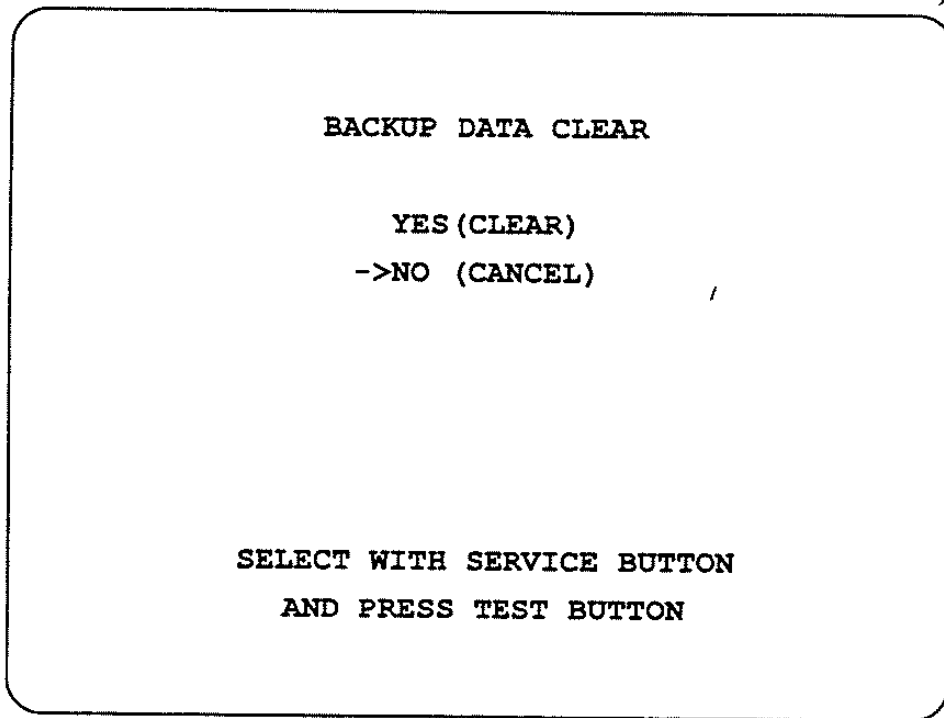 BACKUP DATA CLEAR
YES(CLEAR)
->NO (CANCEL)
SELECT WITH SERVICE BUTTON
AND PRESS TEST BUTTON